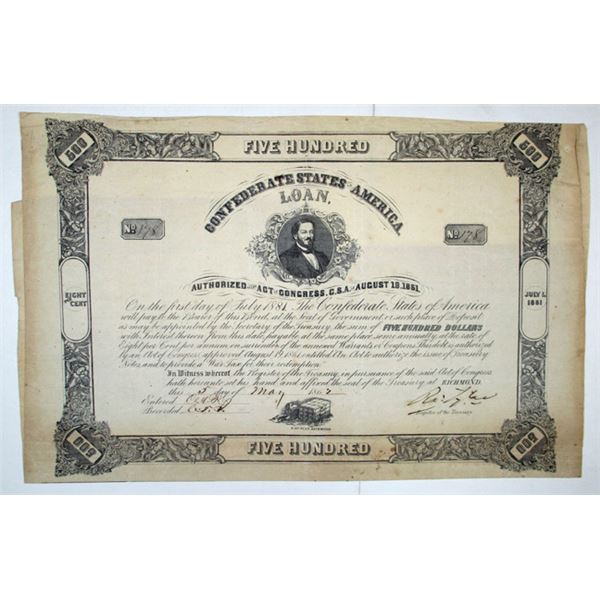 500 FIVE HUNDRED 500
CONFEDERATE STATES AMERICA.
LOAN,
No 178 No 178
AUTHORIZED ACT OF CONGRESS. C.S.A. AUGUST 19. 1861.
EIGHT CENT
JULY 1, 1881
On the first day of July 1881 The Confederate States of America
will pay to the Bearer of this Bond, at the Seat of Government, or such place of Deposit
as may be appointed by the Secretary of the Treasury, the sum of FIVE HUNDRED DOLLARS
with Interest thereon from this date, payable at the same place, semi annually, at the rate of
Eight per Cent per annum, on surrender of the annexed Warrants or Coupons. This debt is authorized
by an Act of Congress approved August 19 1861 entitled An Act to authorize the issue of Treasury
Notes, and to provide a War Tax for their redemption.
In Witness whereof, the Register of the Treasury, in pursuance of the said Act of Congress
hath hereunto set his hand and affixed the seal of the Treasury at RICHMOND.
this day of May 1862
Entered
Recorded
Register of the Treasury
RICHMOND
500 FIVE HUNDRED 500